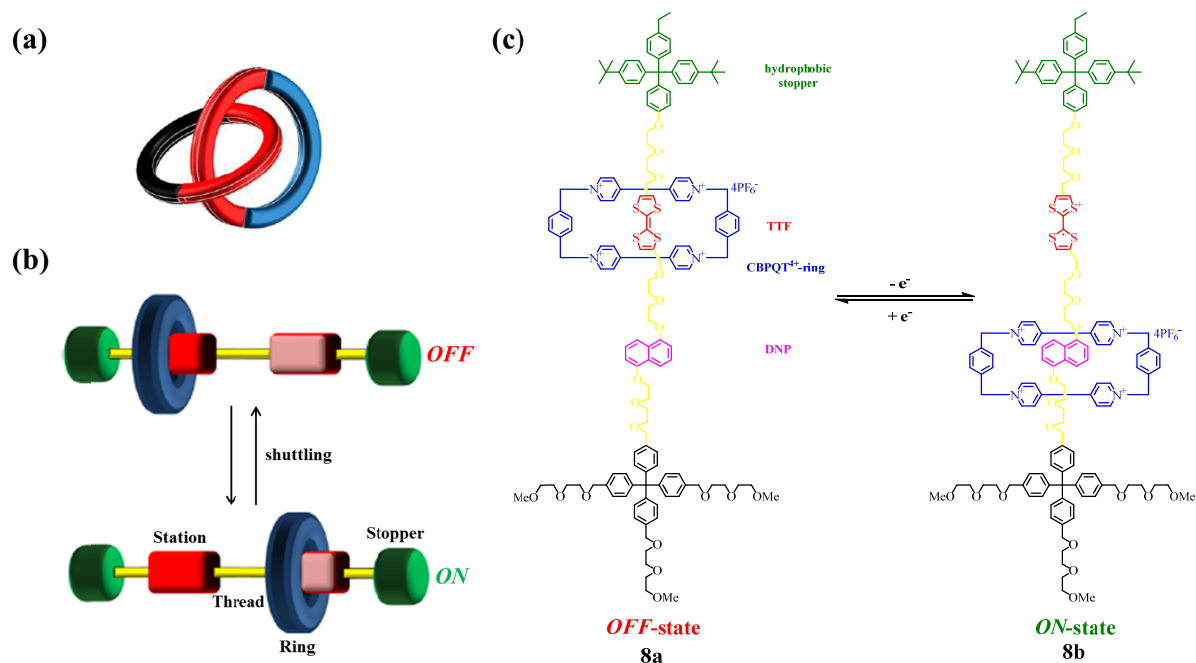 (a)
(b)
OFF
shuttling
Station
Stopper
Thread
ON
Ring
(c)
hydrophobic
stopper
O
O
O
N+
N+
4PF6-
S
S
S
S
TTF
CBPQT4+-ring
N+
N+
O
O
O
DNP
O
O
O
MeO
O
O
O
O
OMe
O
O
OMe
OFF-state
8a
- e-
+ e-
O
O
O
S
S+
S
S
O
O
O
N+
N+
4PF6-
N+
N+
O
O
O
MeO
O
O
O
O
OMe
O
O
OMe
ON-state
8b